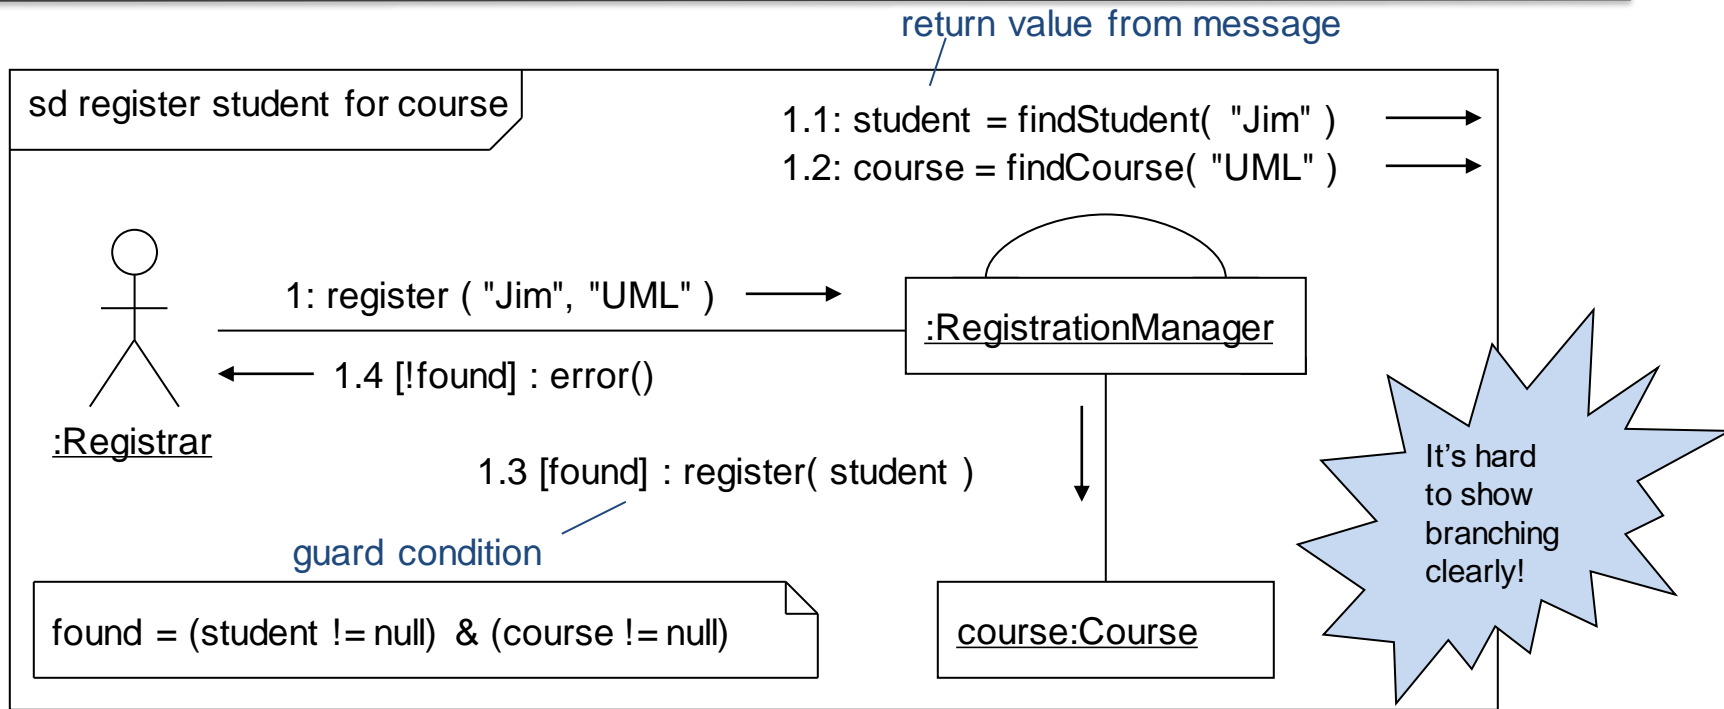 return value from message
sd register student for course
1.1: student = findStudent( "Jim" )
1.2: course = findCourse( "UML" )
1: register ( "Jim", "UML" )
:RegistrationManager
1.4 [!found] : error()
:Registrar
1.3 [found] : register( student )
guard condition
found = (student != null) & (course != null)
course:Course
It's hard
to show
branching
clearly!